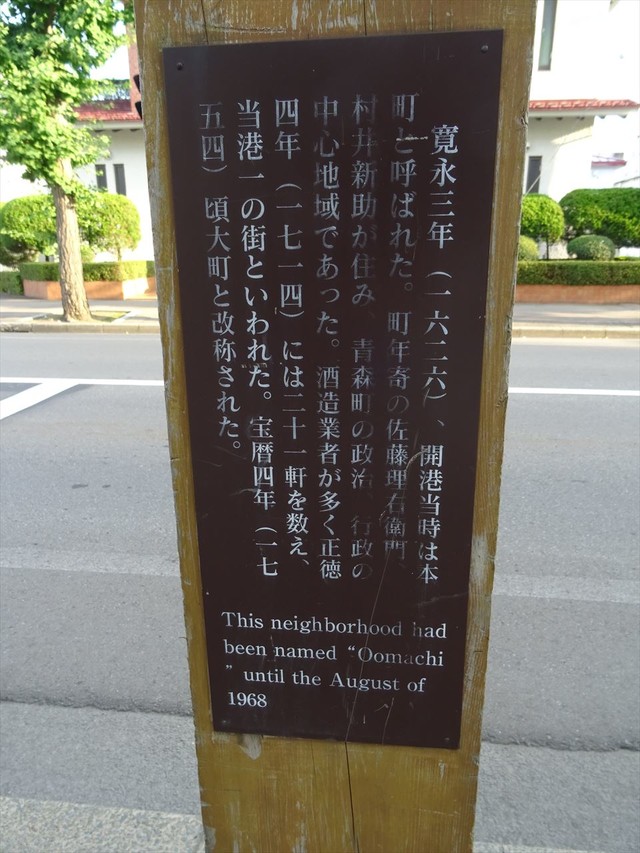 寛永三年（一六二六）、開港当時は本
町と呼ばれた。町年寄の佐藤理右衛門、
村井新助が住み、青森町の政治、行政の
中心地域であった。酒造業者が多く正徳
四年（一七一四）には二十一軒を数え、
当港一の街といわれた。宝暦四年（一七
五四）頃大町と改称された。
This neighborhood had
been named “Oomachi
” until the August of
1968